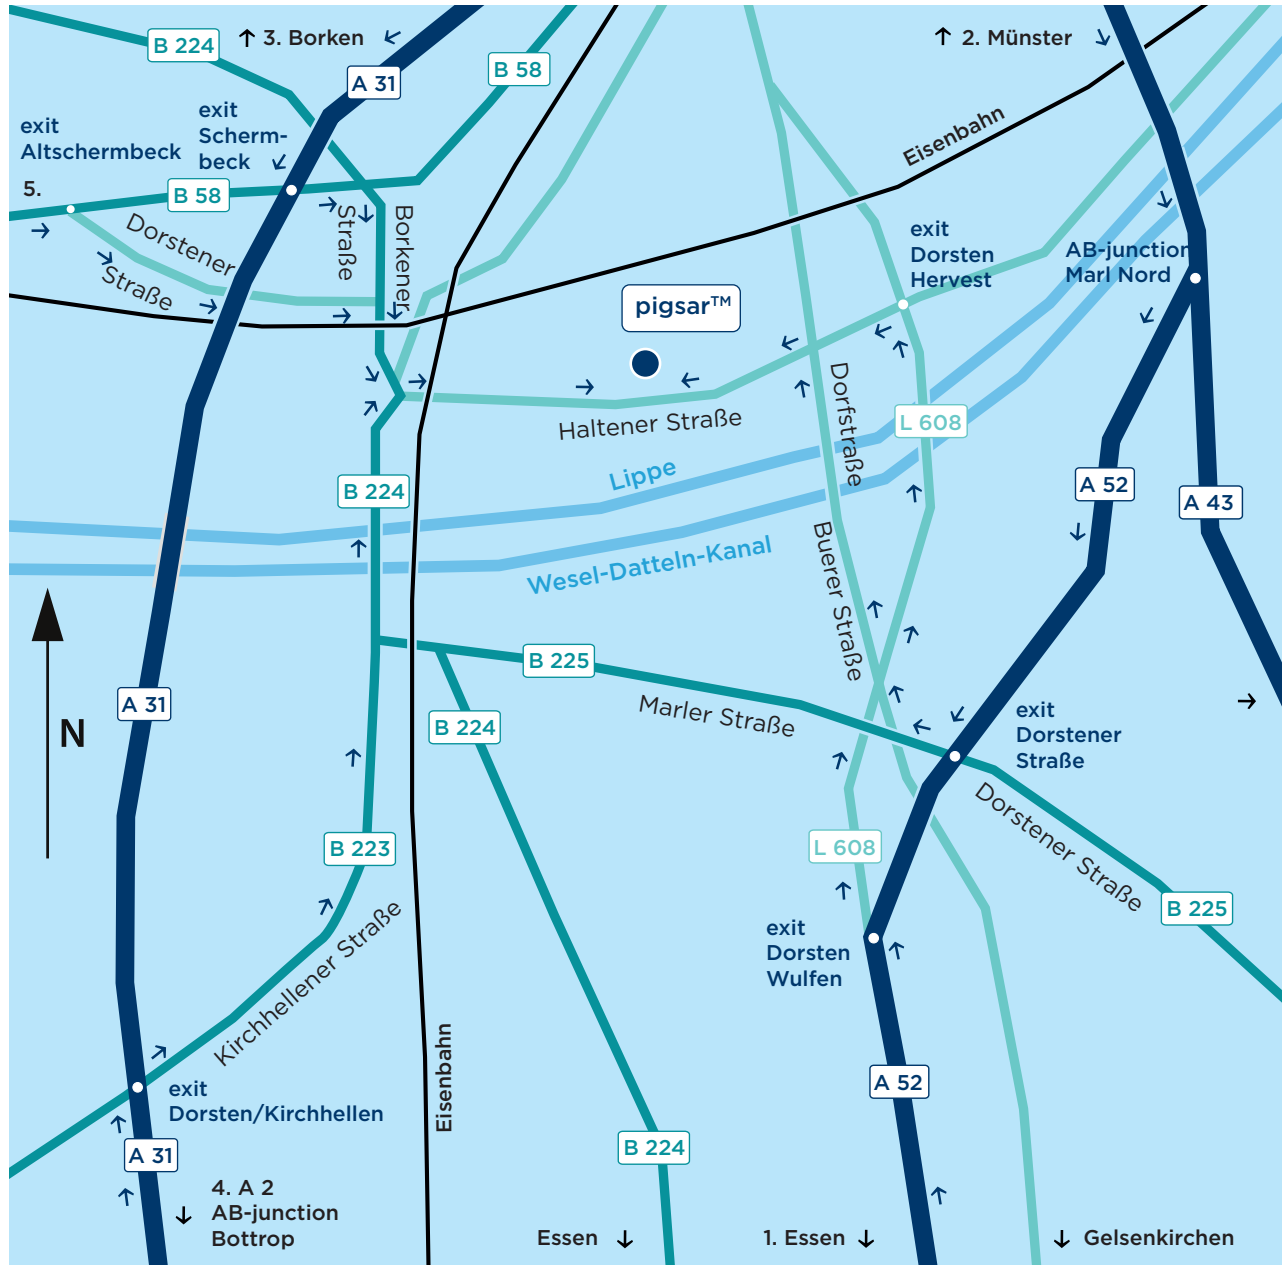 B 224
3. Borken
A 31
B 58
2. Münster
exit
Altschermbeck
exit
Scherm-
beck
Eisenbahn
5.
B 58
Dorstener
Straße
Straße
Borkener
exit
Dorsten
Hervest
AB-junction
Marl Nord
pigsar™
Haltener Straße
Dorfstraße
L 608
Lippe
B 224
A 52
A 43
Wesel-Datteln-Kanal
Buerer Straße
N
A 31
B 225
Marler Straße
B 224
exit
Dorstener
Straße
B 223
L 608
Dorstener Straße
B 225
Kirchhellener Straße
exit
Dorsten
Wulfen
Eisenbahn
exit
Dorsten/Kirchhellen
A 52
A 31
B 224
4. A 2
AB-junction
Bottrop
Essen
1. Essen
Gelsenkirchen